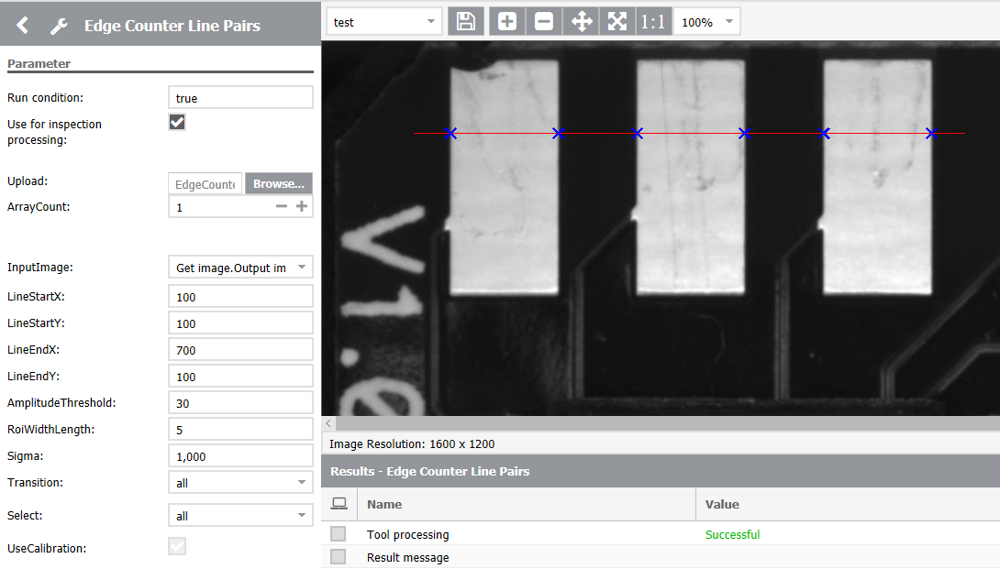 Edge Counter Line Pairs
test
1:1
100%
Parameter
Run condition: true
Use for inspection
processing:
Upload: EdgeCounte Browse...
ArrayCount: 1
InputImage: Get image.Output im
LineStartX: 100
LineStartY: 100
LineEndX: 700
LineEndY: 100
AmplitudeThreshold: 30
RoiWidthLength: 5
Sigma: 1,000
Transition: all
Select: all
UseCalibration:
V1.0
Image Resolution: 1600 x 1200
Results - Edge Counter Line Pairs
Name Value
Tool processing Successful
Result message